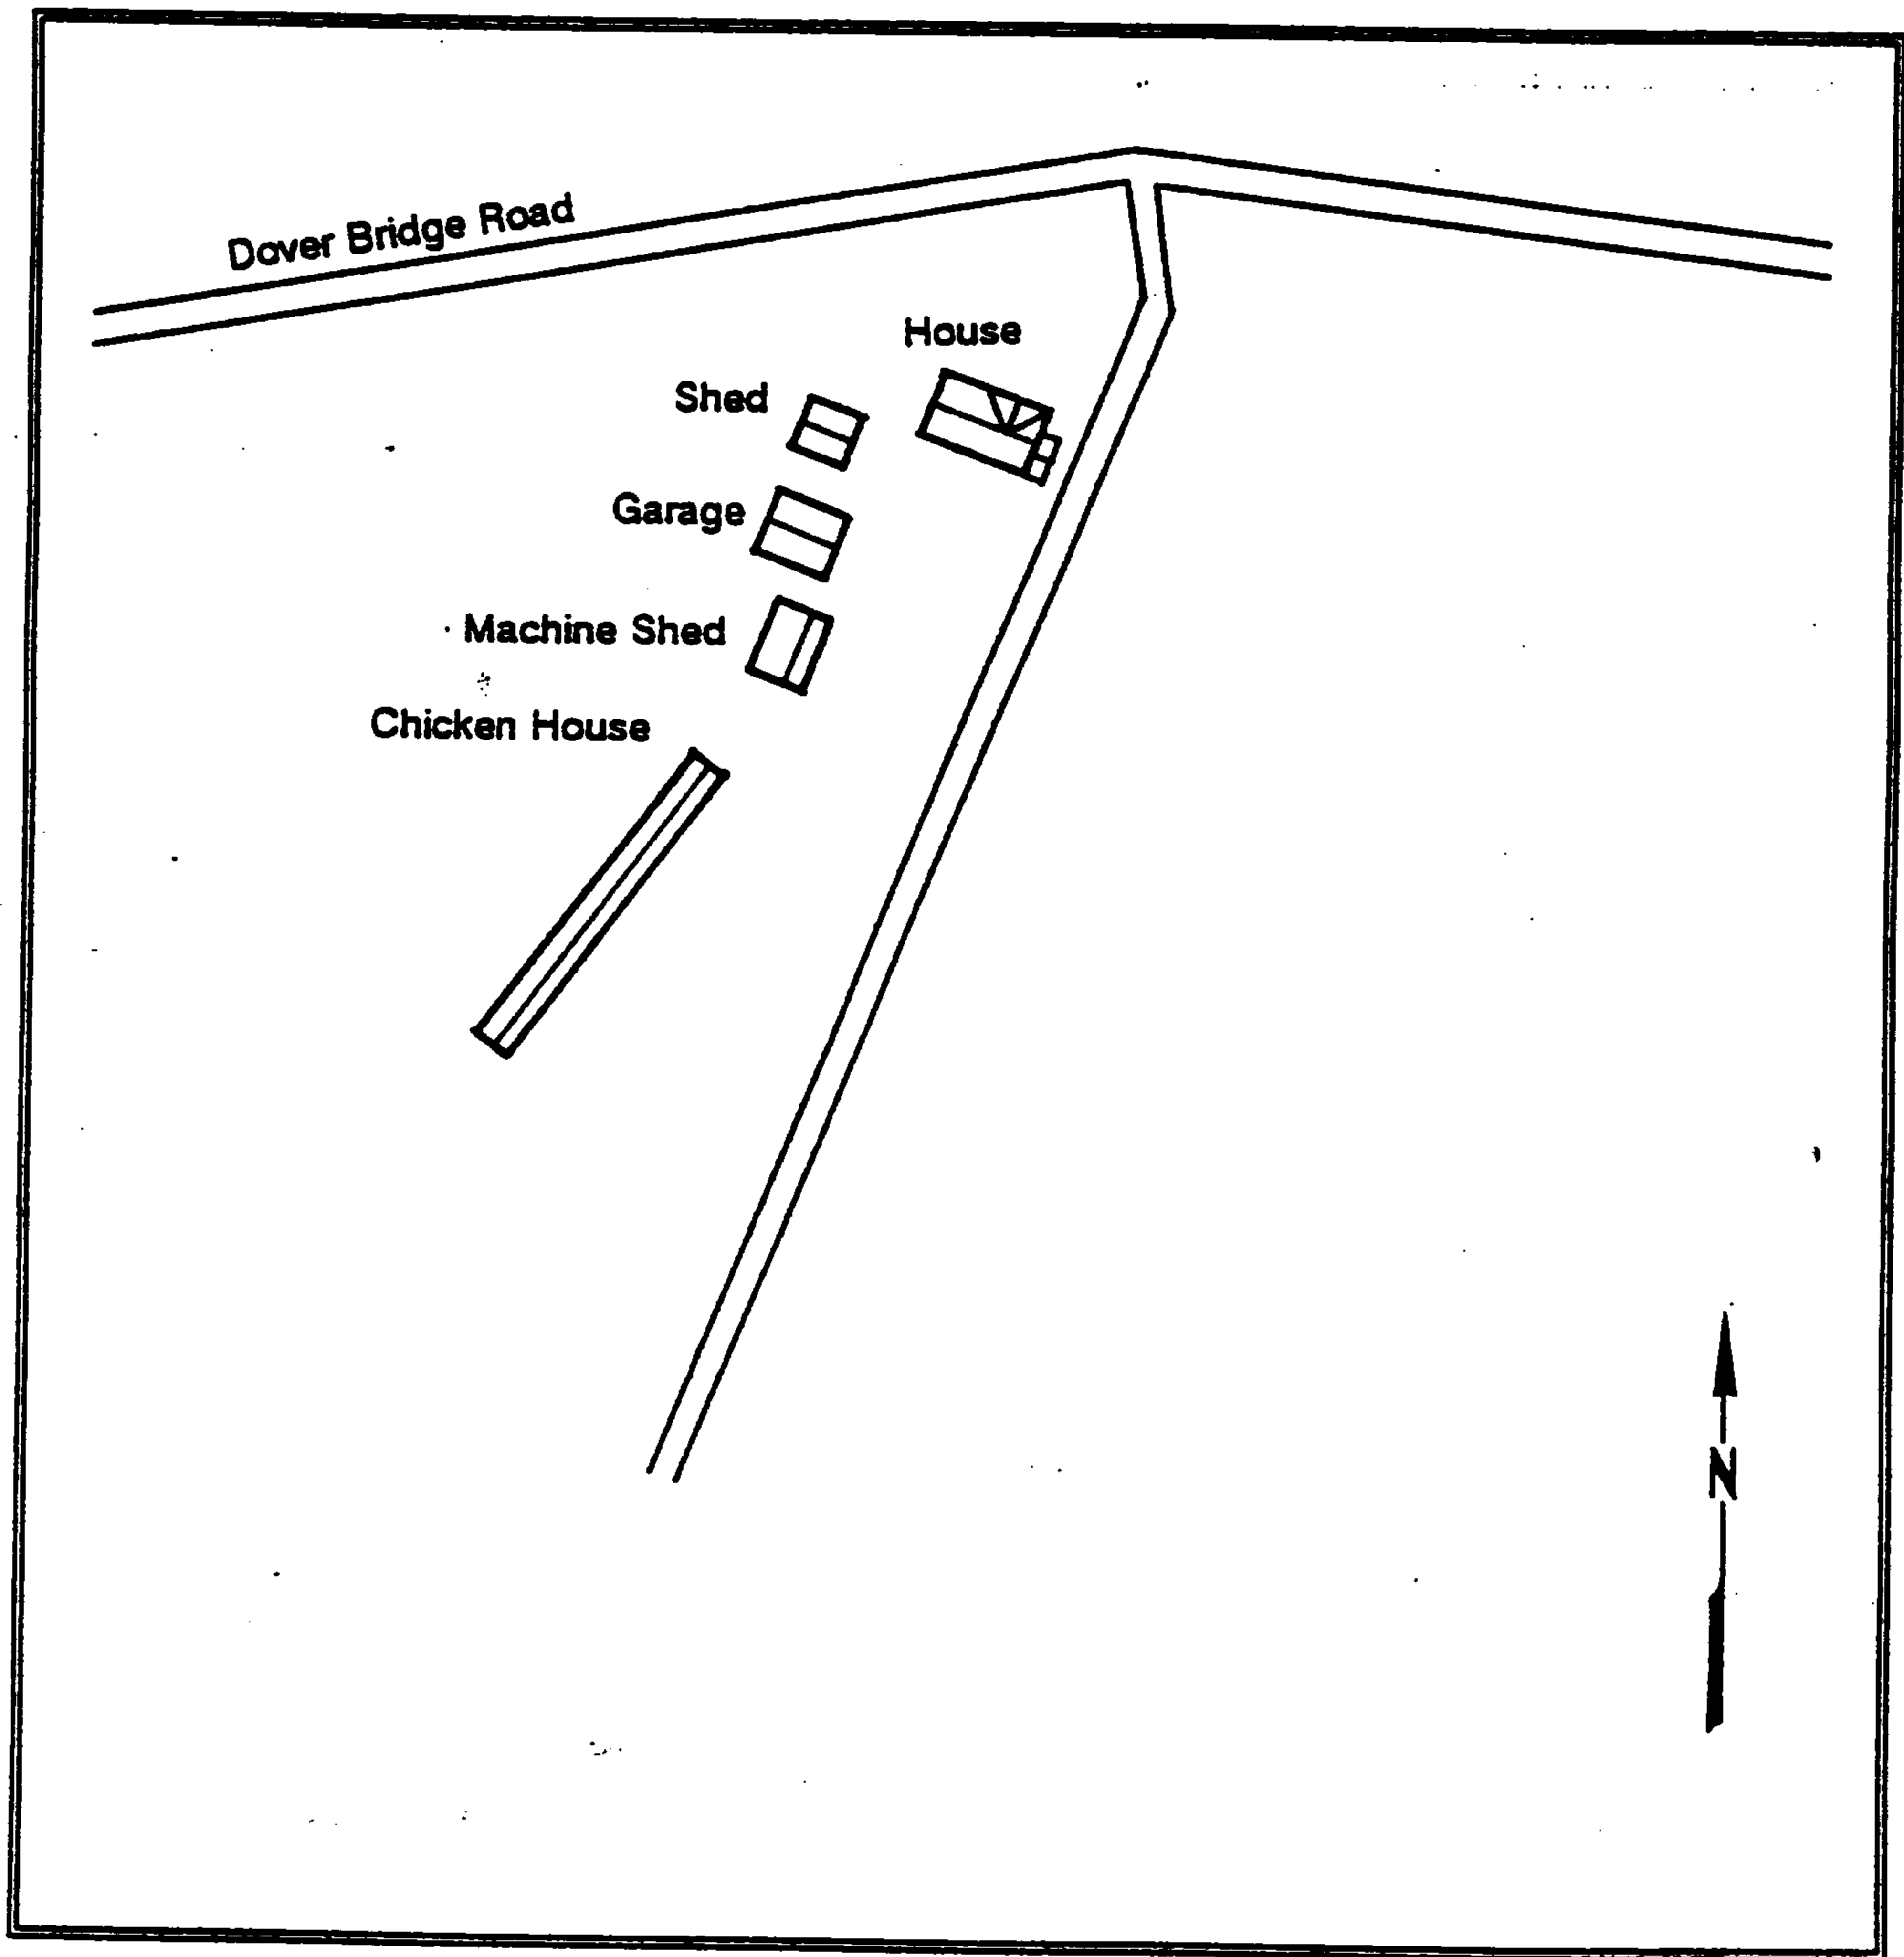 Dover Bridge Road
House
Shed
Garage
Machine Shed
Chicken House
N